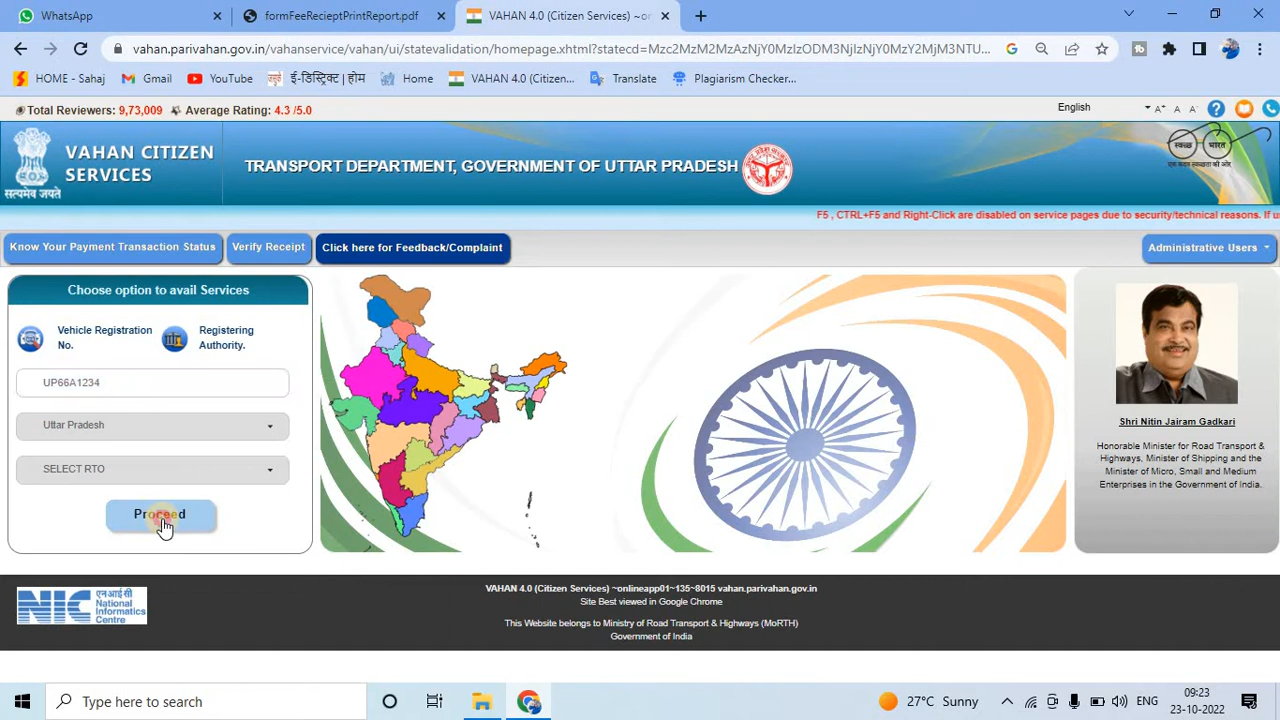 WhatsApp
formFeeRecieptPrintReport.pdf
VAHAN 4.0 (Citizen Services) ~on
vahan.parivahan.gov.in/vahanservice/vahan/ui/statevalidation/homepage.xhtml?statecd=Mzc2MzM2MzAzNjY0MzIzODM3NjIzNjY0MzY2MjM3NTU...
HOME - Sahaj
Gmail
YouTube
ई-डिस्ट्रिक्ट | होम
Home
VAHAN 4.0 (Citizen...
Translate
Plagiarism Checker...
Total Reviewers: 9,73,009 Average Rating: 4.3 /5.0
English
A+ A A-
सत्यमेव जयते
VAHAN CITIZEN
SERVICES
TRANSPORT DEPARTMENT, GOVERNMENT OF UTTAR PRADESH
स्वच्छ भारत
एक कदम स्वच्छता की ओर
F5 , CTRL+F5 and Right-Click are disabled on service pages due to security/technical reasons. If u
Know Your Payment Transaction Status
Verify Receipt
Click here for Feedback/Complaint
Administrative Users
Choose option to avail Services
Vehicle Registration
No.
Registering
Authority.
UP66A1234
Uttar Pradesh
SELECT RTO
Proceed
Shri Nitin Jairam Gadkari
Honorable Minister for Road Transport &
Highways, Minister of Shipping and the
Minister of Micro, Small and Medium
Enterprises in the Government of India.
NIC
एन आई सी
National
Informatics
Centre
VAHAN 4.0 (Citizen Services) ~onlineapp01~135~8015 vahan.parivahan.gov.in
Site Best viewed in Google Chrome
This Website belongs to Ministry of Road Transport & Highways (MoRTH)
Government of India
Type here to search
27°C Sunny
ENG
09:23
23-10-2022